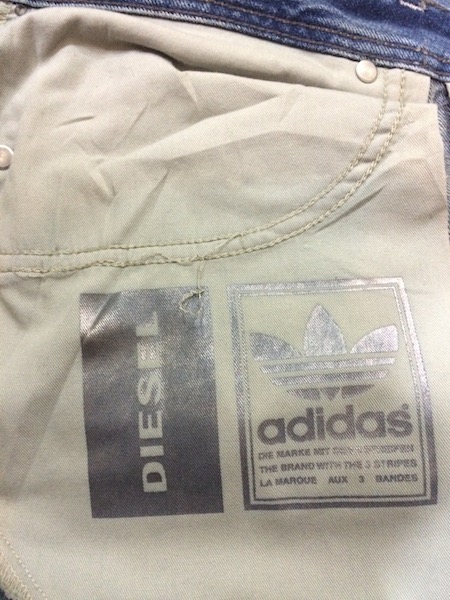 DIESEL
adidas
DIE MARKE MIT DEN 3 STREIFEN
THE BRAND WITH THE 3 STRIPES
LA MARQUE AUX 3 BANDES